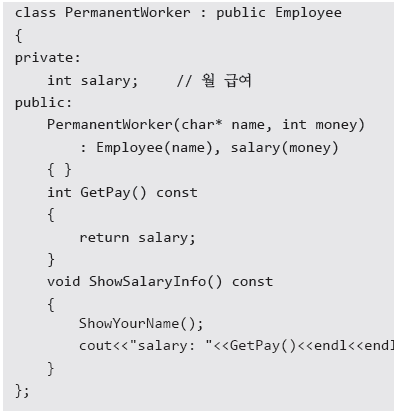 class PermanentWorker : public Employee
{
private:
int salary;    // 월 급여
public:
PermanentWorker(char* name, int money)
: Employee(name), salary(money)
{ }
int GetPay() const
{
return salary;
}
void ShowSalaryInfo() const
{
ShowYourName();
cout<<"salary: "<<GetPay()<<endl<<endl
}
};